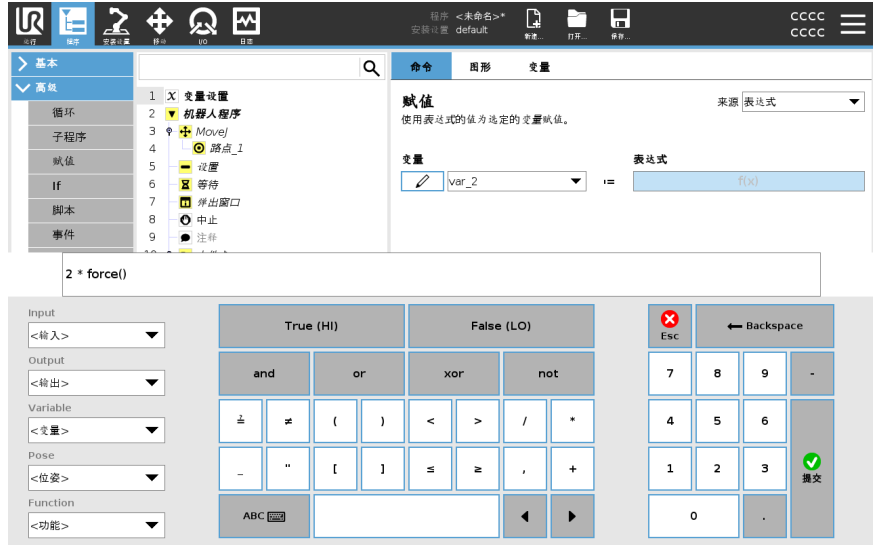 UR
运行
程序
安装设置
移动
I/O
日志
程序 <未命名>*
安装设置 default
新建...
打开...
保存...
CCCC
CCCC
基本
高级
循环
子程序
赋值
If
脚本
事件
1 X 变量设置
2 机器人程序
3 MoveJ
4 路点_1
5 设置
6 等待
7 弹出窗口
8 中止
9 注释
命令 图形 变量
赋值
来源 表达式
使用表达式的值为选定的变量赋值。
变量 表达式
var_2 := f(x)
2 * force()
Input
<输入>
Output
<输出>
Variable
<变量>
Pose
<位姿>
Function
<功能>
True (HI) False (LO)
and or xor not
≟ ≠ ( ) < > / *
_ " [ ] ≤ ≥ , +
ABC
Esc
Backspace
7 8 9 -
4 5 6
1 2 3
提交
0 .